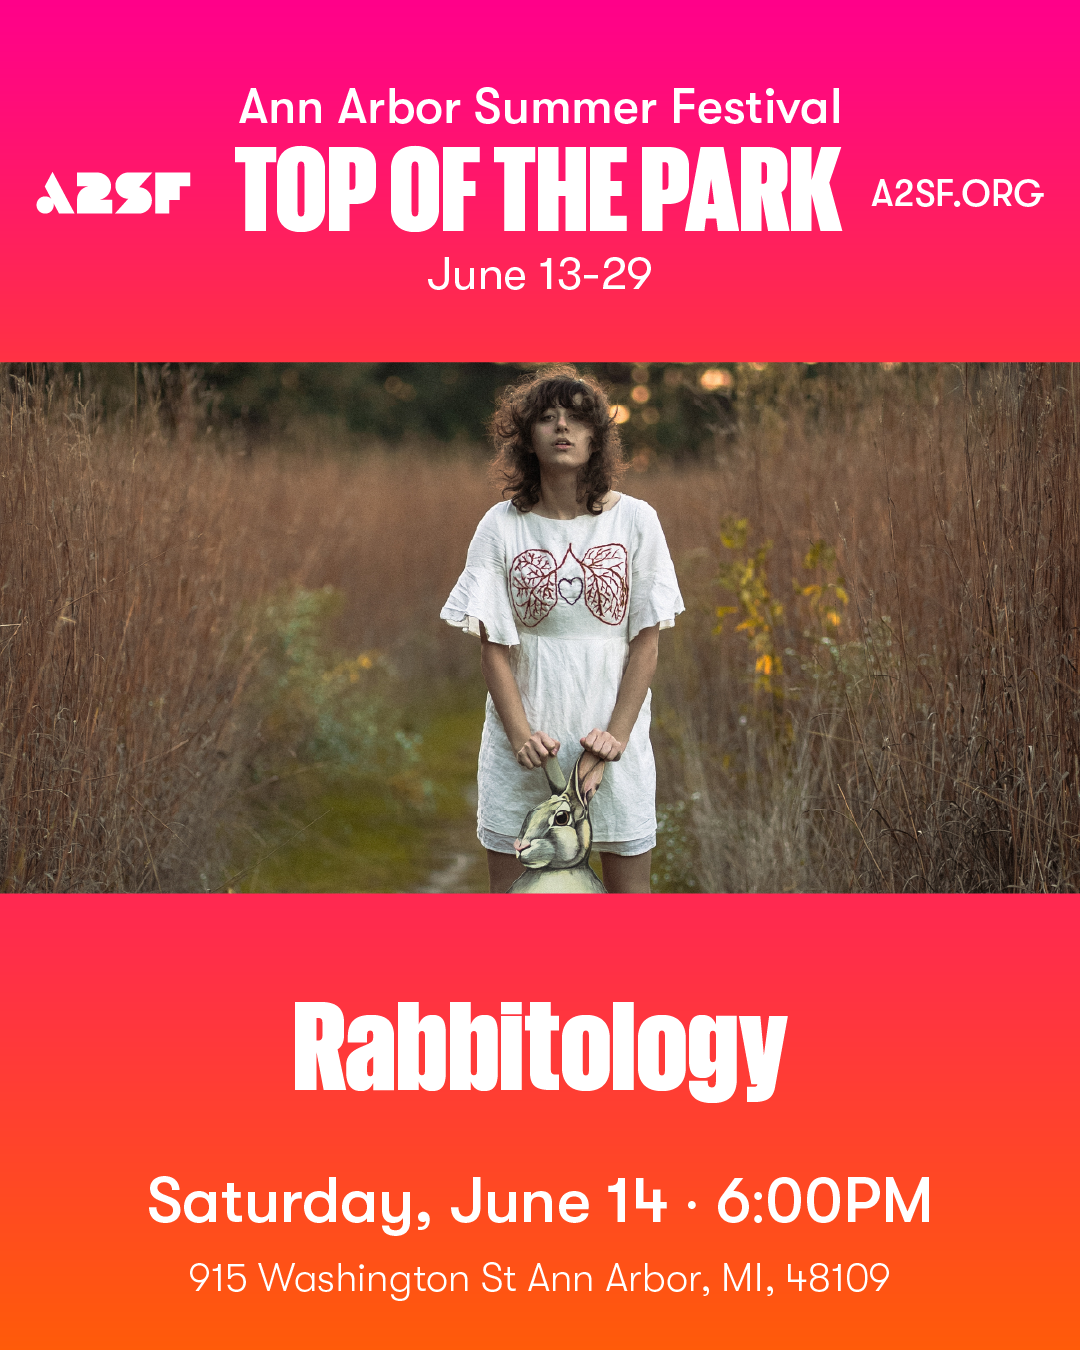 Ann Arbor Summer Festival
A2SF
TOP OF THE PARK
A2SF.ORG
June 13-29
Rabbitology
Saturday, June 14 · 6:00PM
915 Washington St Ann Arbor, MI, 48109